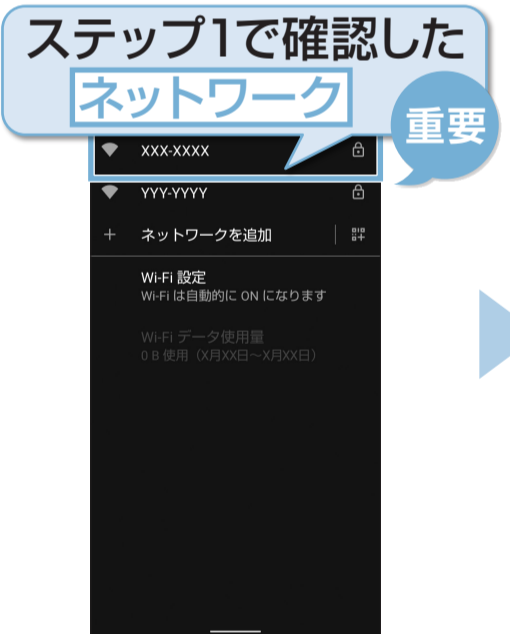 ステップ1で確認した
ネットワーク
重要
XXX-XXXX
YYY-YYYY
ネットワークを追加
Wi-Fi 設定
Wi-Fi は自動的に ON になります
Wi-Fi データ使用量
0 B 使用（X月XX日～X月XX日）